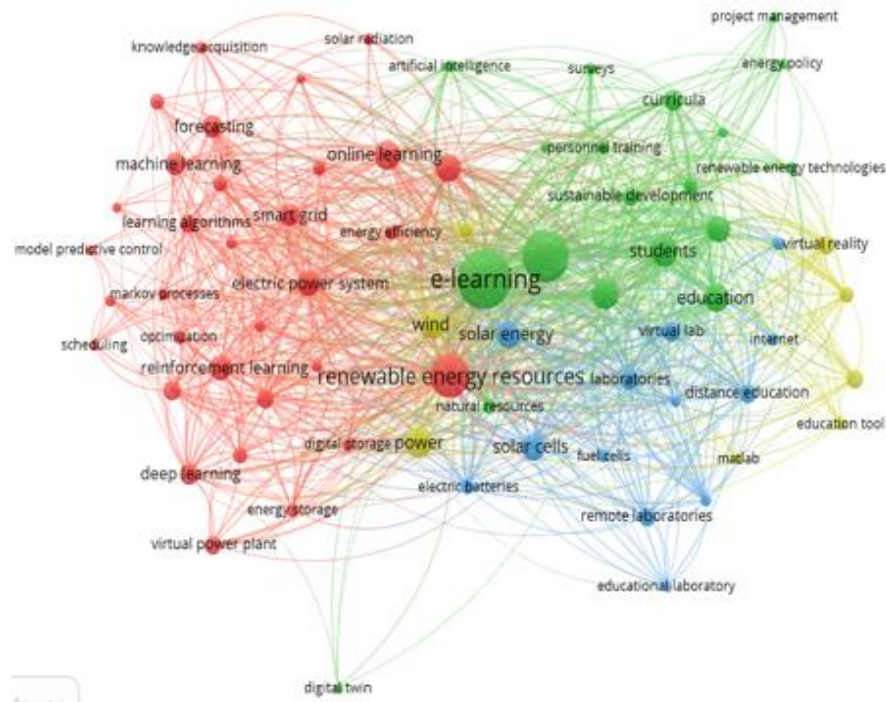 project management
knowledge acquisition
solar radiation
artificial intelligence
surveys
energy policy
curricula
forecasting
online learning
personnel training
machine learning
renewable energy technologies
sustainable development
learning algorithms
smart grid
energy efficiency
model predictive control
students
virtual reality
e-learning
electric power system
markov processes
education
wind
solar energy
virtual lab
internet
scheduling
optimization
reinforcement learning
renewable energy resources
laboratories
distance education
natural resources
education tool
digital storage
power
solar cells
fuel cells
matlab
deep learning
electric batteries
energy storage
remote laboratories
virtual power plant
educational laboratory
digital twin